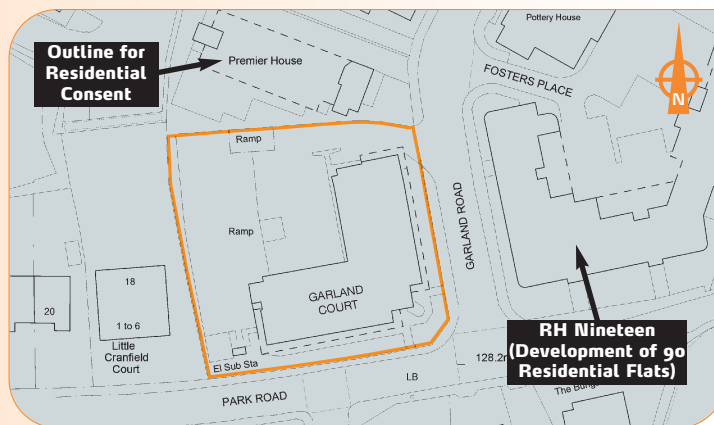 Pottery House
Outline for
Residential
Consent
Premier House
FOSTERS PLACE
N
Ramp
Ramp
GARLAND ROAD
GARLAND
COURT
18
20
1 to 6
Little
Cranfield
Court
El Sub Sta
PARK ROAD
LB
128.2
RH Nineteen
(Development of 90
Residential Flats)
The